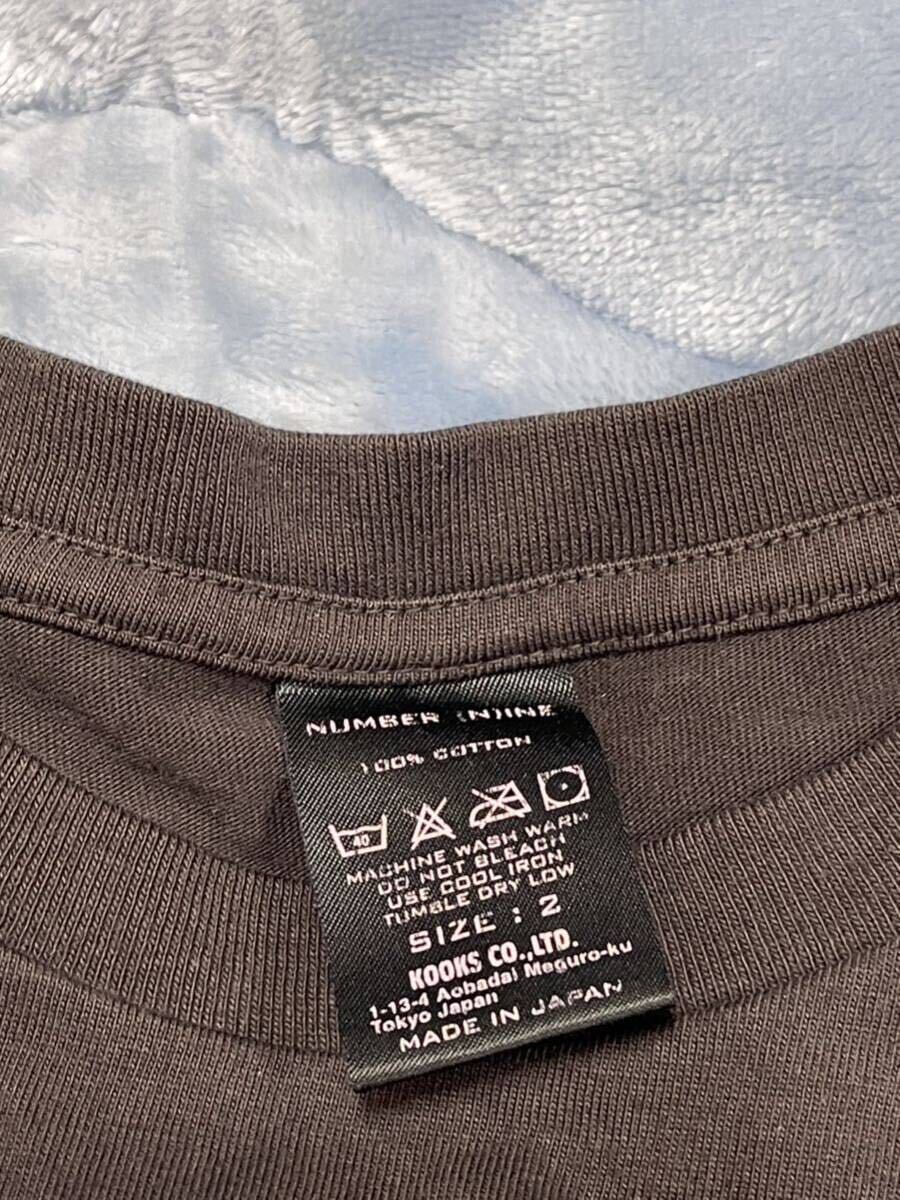 NUMBER (N)INE
100% COTTON
40
MACHINE WASH WARM
DO NOT BLEACH
USE COOL IRON
TUMBLE DRY LOW
SIZE : 2
KOOKS CO.,LTD.
1-13-4 Aobadai Meguro-ku
Tokyo Japan
MADE IN JAPAN